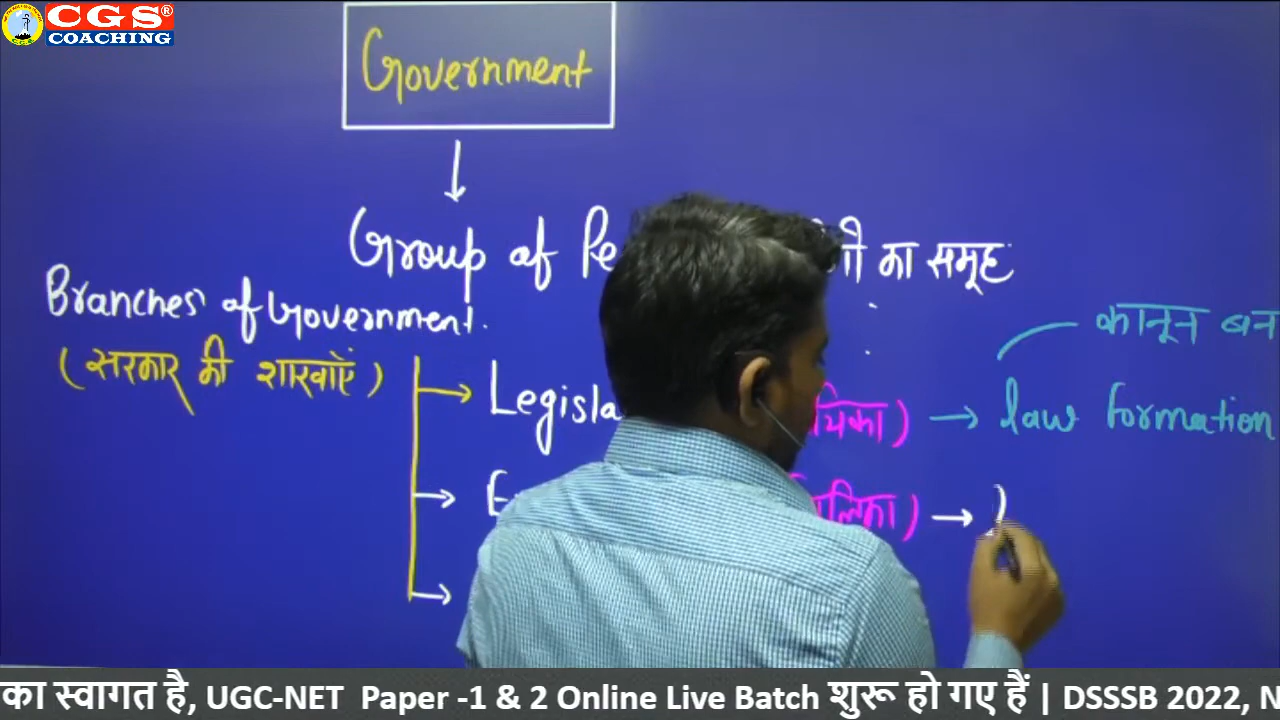 CGS®
COACHING
Government
Group of Pe का समूह
Branches of Government.
(सरकार की शाखाएं)
कानून बन
Legisla यिका) → law formation
E लिका) →
का स्वागत है, UGC-NET Paper -1 & 2 Online Live Batch शुरू हो गए हैं | DSSSB 2022, N